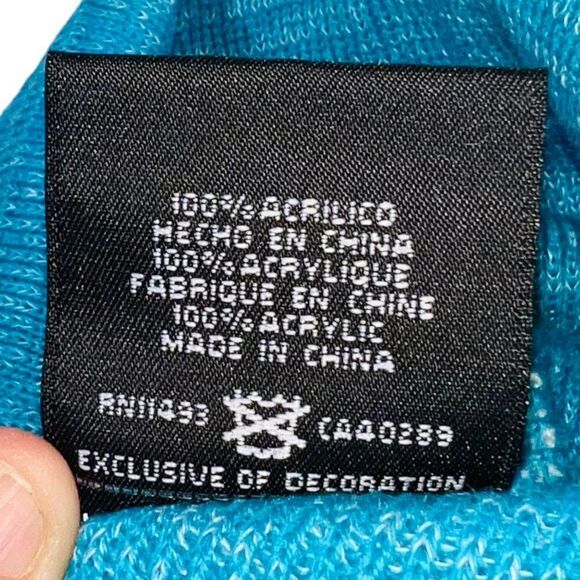 100% ACRILICO
HECHO EN CHINA
100% ACRYLIQUE
FABRIQUE EN CHINE
100% ACRYLIC
MADE IN CHINA
RN11493 CA40289
EXCLUSIVE OF DECORATION